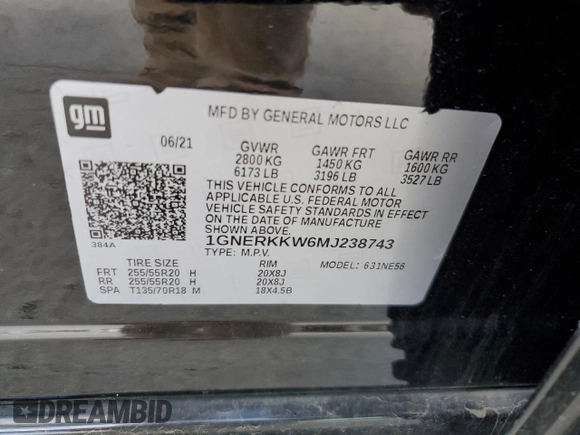 gm
MFD BY GENERAL MOTORS LLC
06/21 GVWR GAWR FRT GAWR RR
2800 KG 1450 KG 1600 KG
6173 LB 3196 LB 3527 LB
THIS VEHICLE CONFORMS TO ALL
APPLICABLE U.S. FEDERAL MOTOR
VEHICLE SAFETY STANDARDS IN EFFECT
ON THE DATE OF MANUFACTURE
SHOWN ABOVE.
384A
1GNERKKW6MJ238743
TYPE: M.P.V. MODEL: 631NE56
TIRE SIZE RIM
FRT 255/55R20 H 20X8J
RR 255/55R20 H 20X8J
SPA T135/70R18 M 18X4.5B
DREAMBID